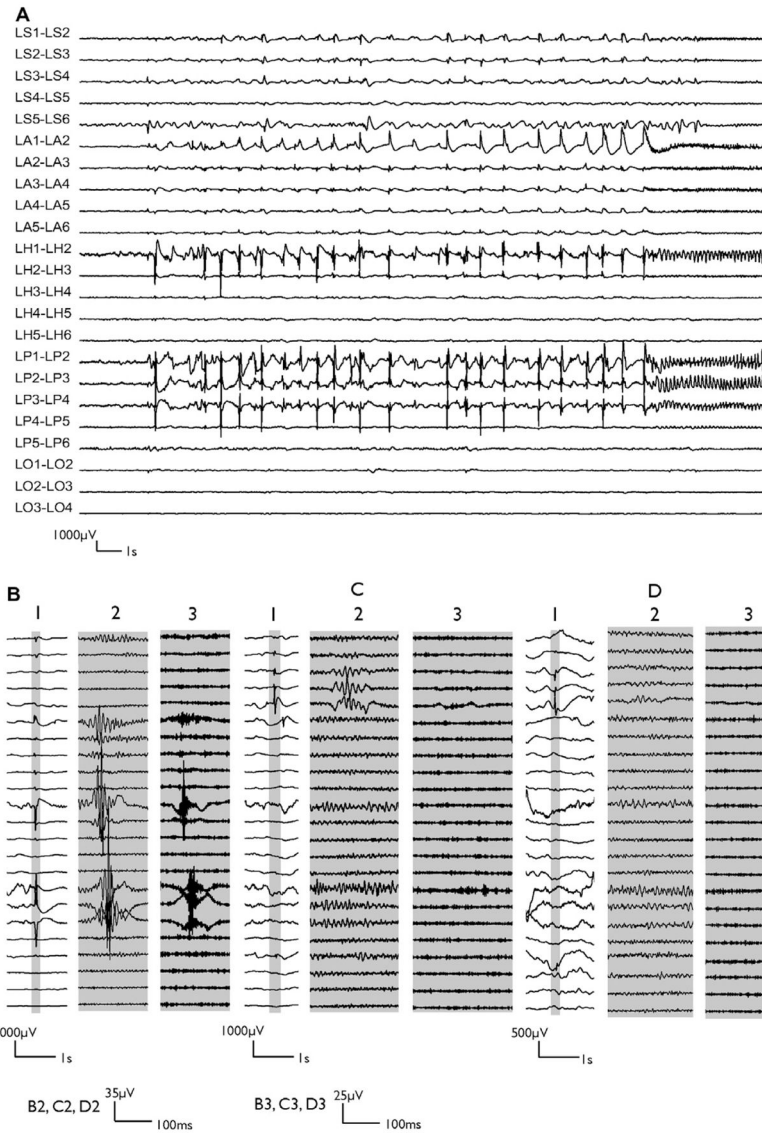 A
LS1-LS2
LS2-LS3
LS3-LS4
LS4-LS5
LS5-LS6
LA1-LA2
LA2-LA3
LA3-LA4
LA4-LA5
LA5-LA6
LH1-LH2
LH2-LH3
LH3-LH4
LH4-LH5
LH5-LH6
LP1-LP2
LP2-LP3
LP3-LP4
LP4-LP5
LP5-LP6
LO1-LO2
LO2-LO3
LO3-LO4
1000µV
1s
B C D
1 2 3 1 2 3 1 2 3
000µV 1s 1000µV 1s 500µV 1s
B2, C2, D2 35µV 100ms B3, C3, D3 25µV 100ms